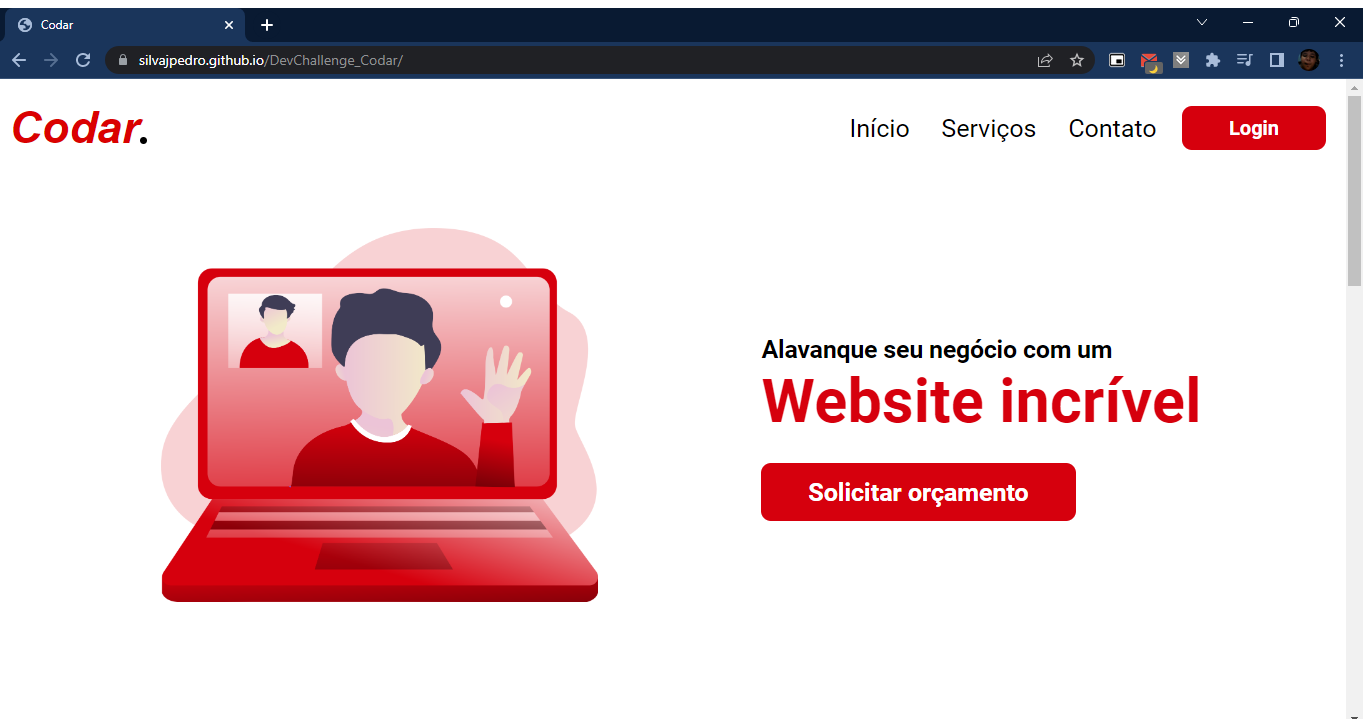 Codar
silvajpedro.github.io/DevChallenge_Codar/
Codar.
Início Serviços Contato Login
Alavanque seu negócio com um
Website incrível
Solicitar orçamento